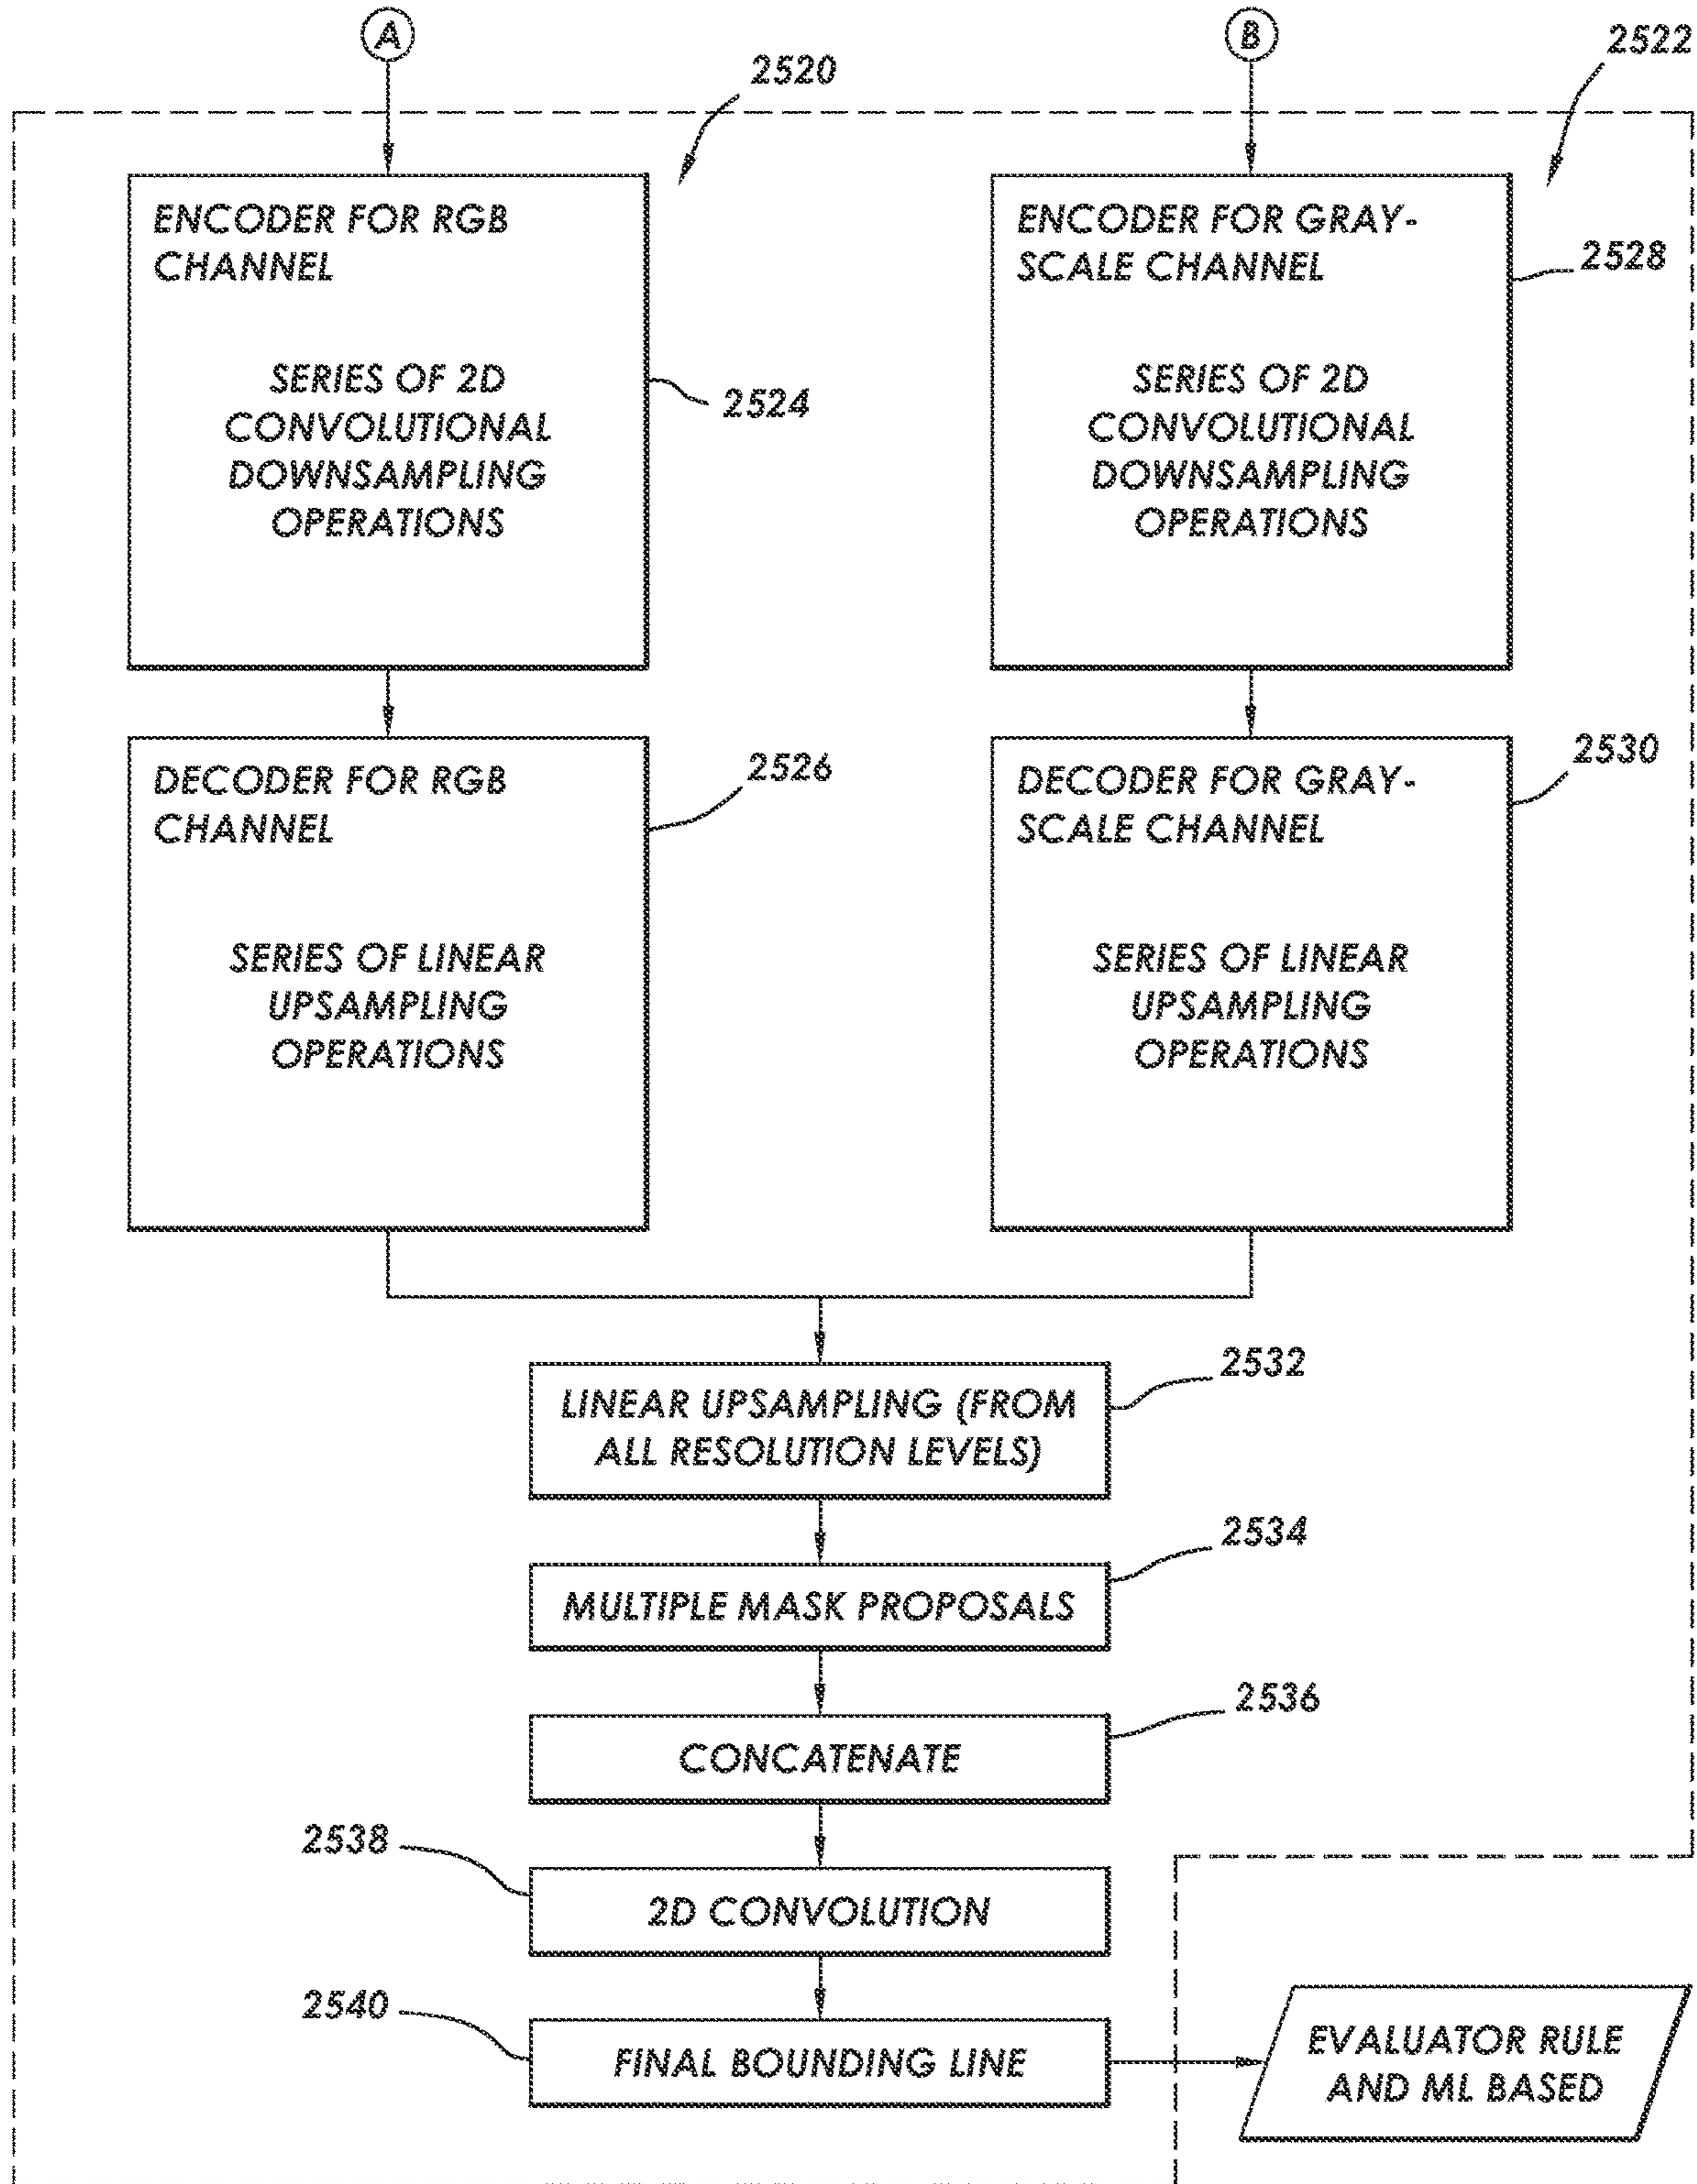 A
B
2520
2522
ENCODER FOR RGB
CHANNEL
SERIES OF 2D
CONVOLUTIONAL
DOWNSAMPLING
OPERATIONS
2524
ENCODER FOR GRAY-
SCALE CHANNEL
SERIES OF 2D
CONVOLUTIONAL
DOWNSAMPLING
OPERATIONS
2528
DECODER FOR RGB
CHANNEL
SERIES OF LINEAR
UPSAMPLING
OPERATIONS
2526
DECODER FOR GRAY-
SCALE CHANNEL
SERIES OF LINEAR
UPSAMPLING
OPERATIONS
2530
LINEAR UPSAMPLING (FROM
ALL RESOLUTION LEVELS)
2532
MULTIPLE MASK PROPOSALS
2534
CONCATENATE
2536
2538
2D CONVOLUTION
2540
FINAL BOUNDING LINE
EVALUATOR RULE
AND ML BASED